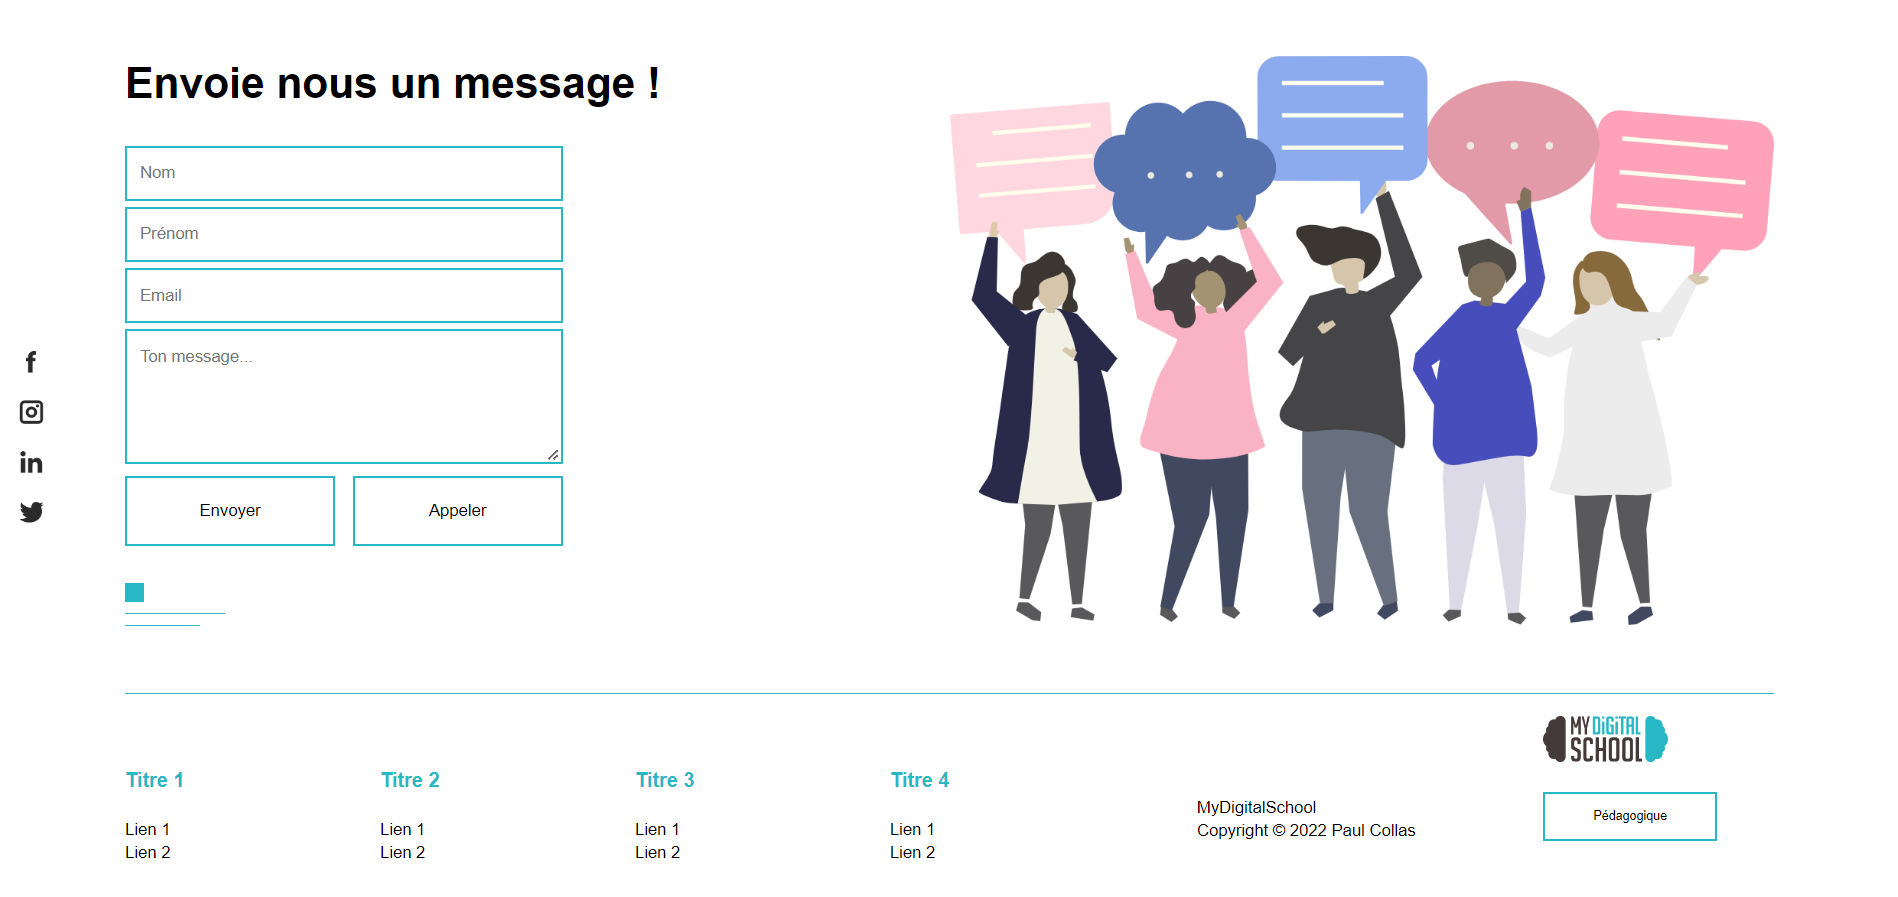 Envoie nous un message !
Nom
Prénom
Email
Ton message...
Envoyer
Appeler
Titre 1
Lien 1
Lien 2
Titre 2
Lien 1
Lien 2
Titre 3
Lien 1
Lien 2
Titre 4
Lien 1
Lien 2
MyDigitalSchool
Copyright © 2022 Paul Collas
MY DiGiTAL
SCHOOL
Pédagogique